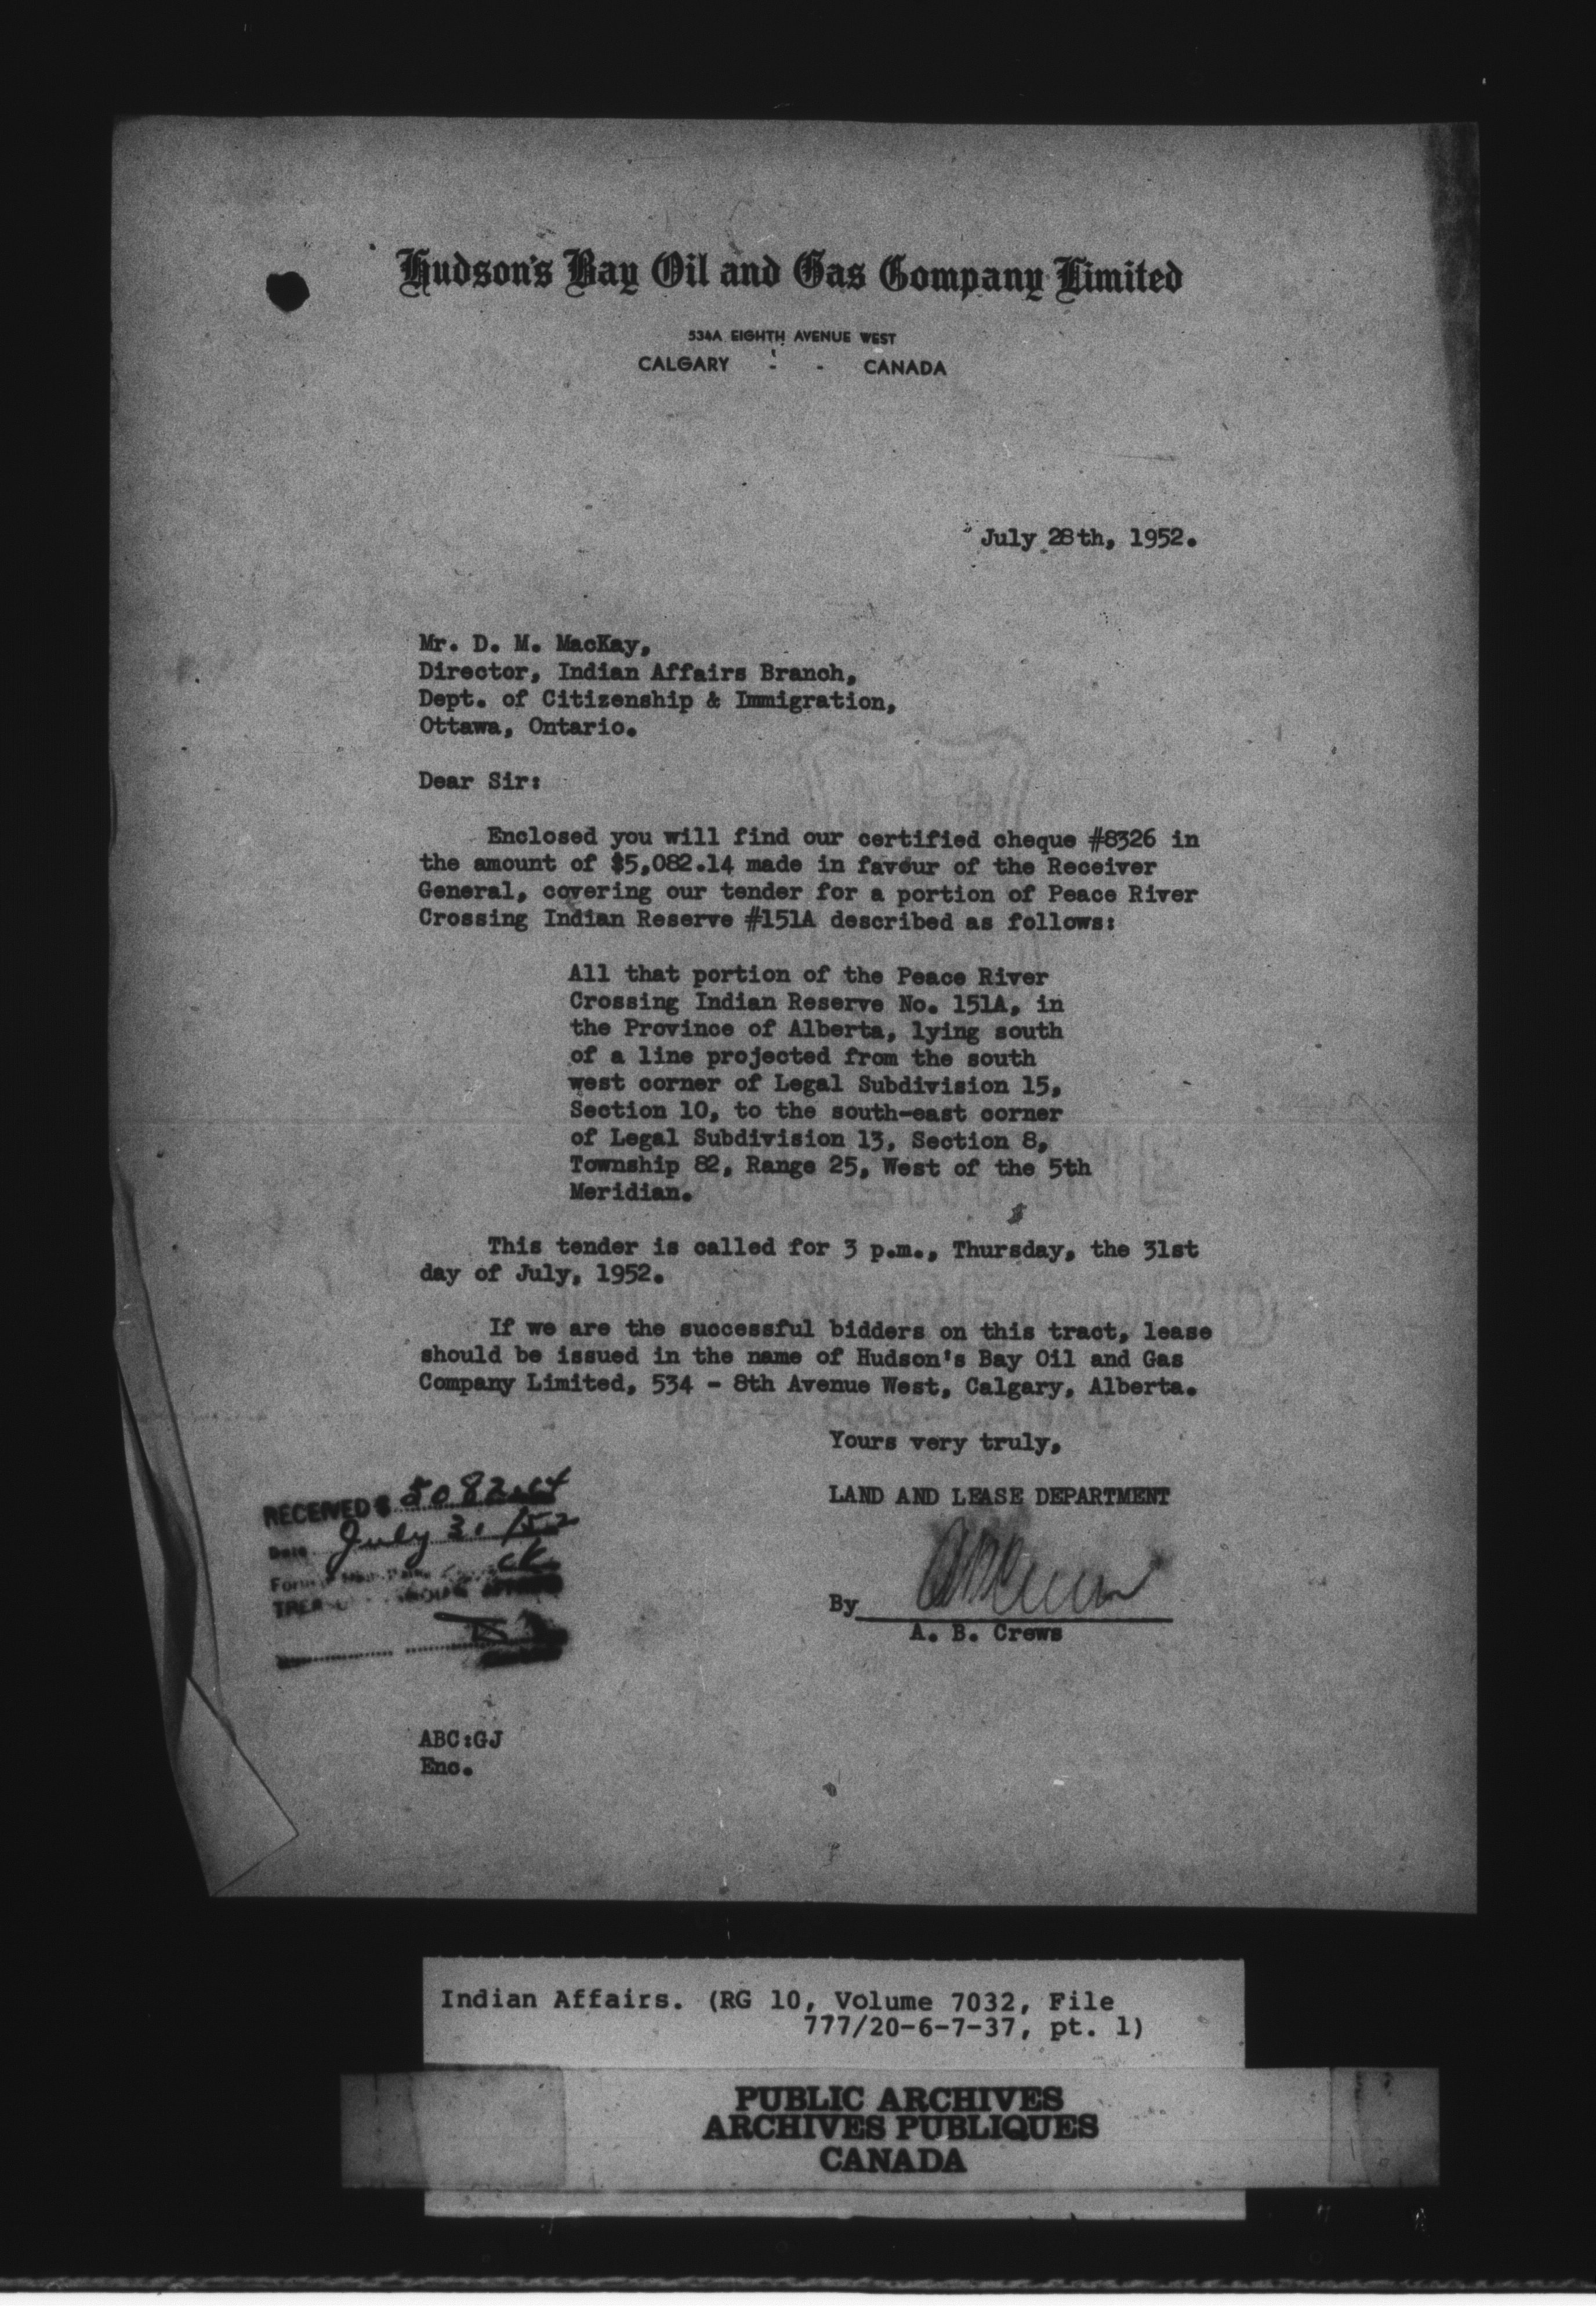 Hudson's Bay Oil and Gas Company Limited
534A EIGHTH AVENUE WEST
CALGARY - - CANADA
July 28th, 1952.
Mr. D. M. MacKay,
Director, Indian Affairs Branch,
Dept. of Citizenship & Immigration,
Ottawa, Ontario.
Dear Sir:
Enclosed you will find our certified cheque #8326 in
the amount of $5,082.14 made in favour of the Receiver
General, covering our tender for a portion of Peace River
Crossing Indian Reserve #151A described as follows:
All that portion of the Peace River
Crossing Indian Reserve No. 151A, in
the Province of Alberta, lying south
of a line projected from the south
west corner of Legal Subdivision 15,
Section 10, to the south-east corner
of Legal Subdivision 13, Section 8,
Township 82, Range 25, West of the 5th
Meridian.
This tender is called for 3 p.m., Thursday, the 31st
day of July, 1952.
If we are the successful bidders on this tract, lease
should be issued in the name of Hudson's Bay Oil and Gas
Company Limited, 534 - 8th Avenue West, Calgary, Alberta.
Yours very truly,
LAND AND LEASE DEPARTMENT
RECEIVED $ 5082.14
Date July 31/52
Form ck
By
A. B. Crews
ABC:GJ
Enc.
Indian Affairs. (RG 10, Volume 7032, File
777/20-6-7-37, pt. 1)
PUBLIC ARCHIVES
ARCHIVES PUBLIQUES
CANADA